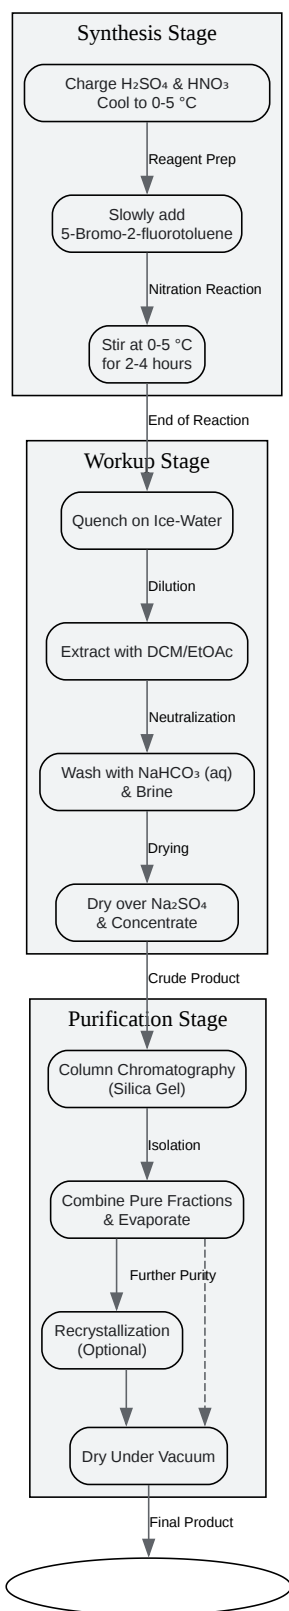 Synthesis Stage
Charge H₂SO₄ & HNO₃
Cool to 0-5 °C
Reagent Prep
Slowly add
5-Bromo-2-fluorotoluene
Nitration Reaction
Stir at 0-5 °C
for 2-4 hours
End of Reaction
Workup Stage
Quench on Ice-Water
Dilution
Extract with DCM/EtOAc
Neutralization
Wash with NaHCO₃ (aq)
& Brine
Drying
Dry over Na₂SO₄
& Concentrate
Crude Product
Purification Stage
Column Chromatography
(Silica Gel)
Isolation
Combine Pure Fractions
& Evaporate
Further Purity
Recrystallization
(Optional)
Dry Under Vacuum
Final Product